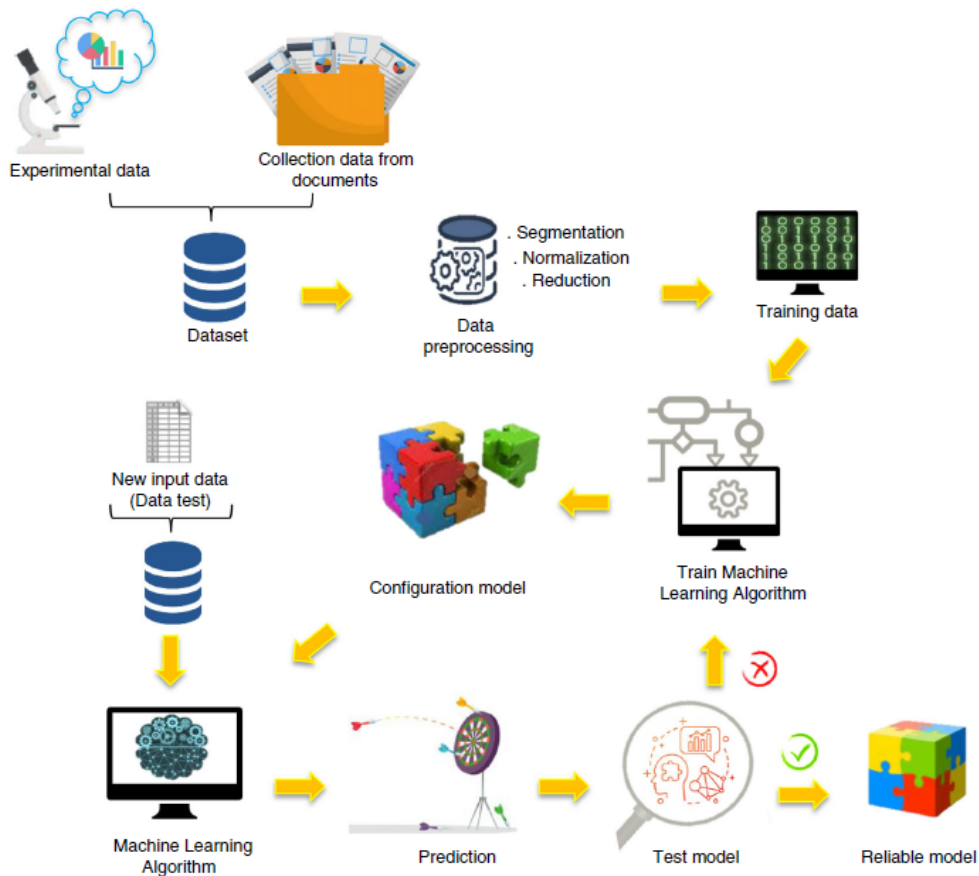 Experimental data
Collection data from
documents
Dataset
. Segmentation
. Normalization
. Reduction
Data
preprocessing
Training data
New input data
(Data test)
Configuration model
Train Machine
Learning Algorithm
Machine Learning
Algorithm
Prediction
Test model
Reliable model